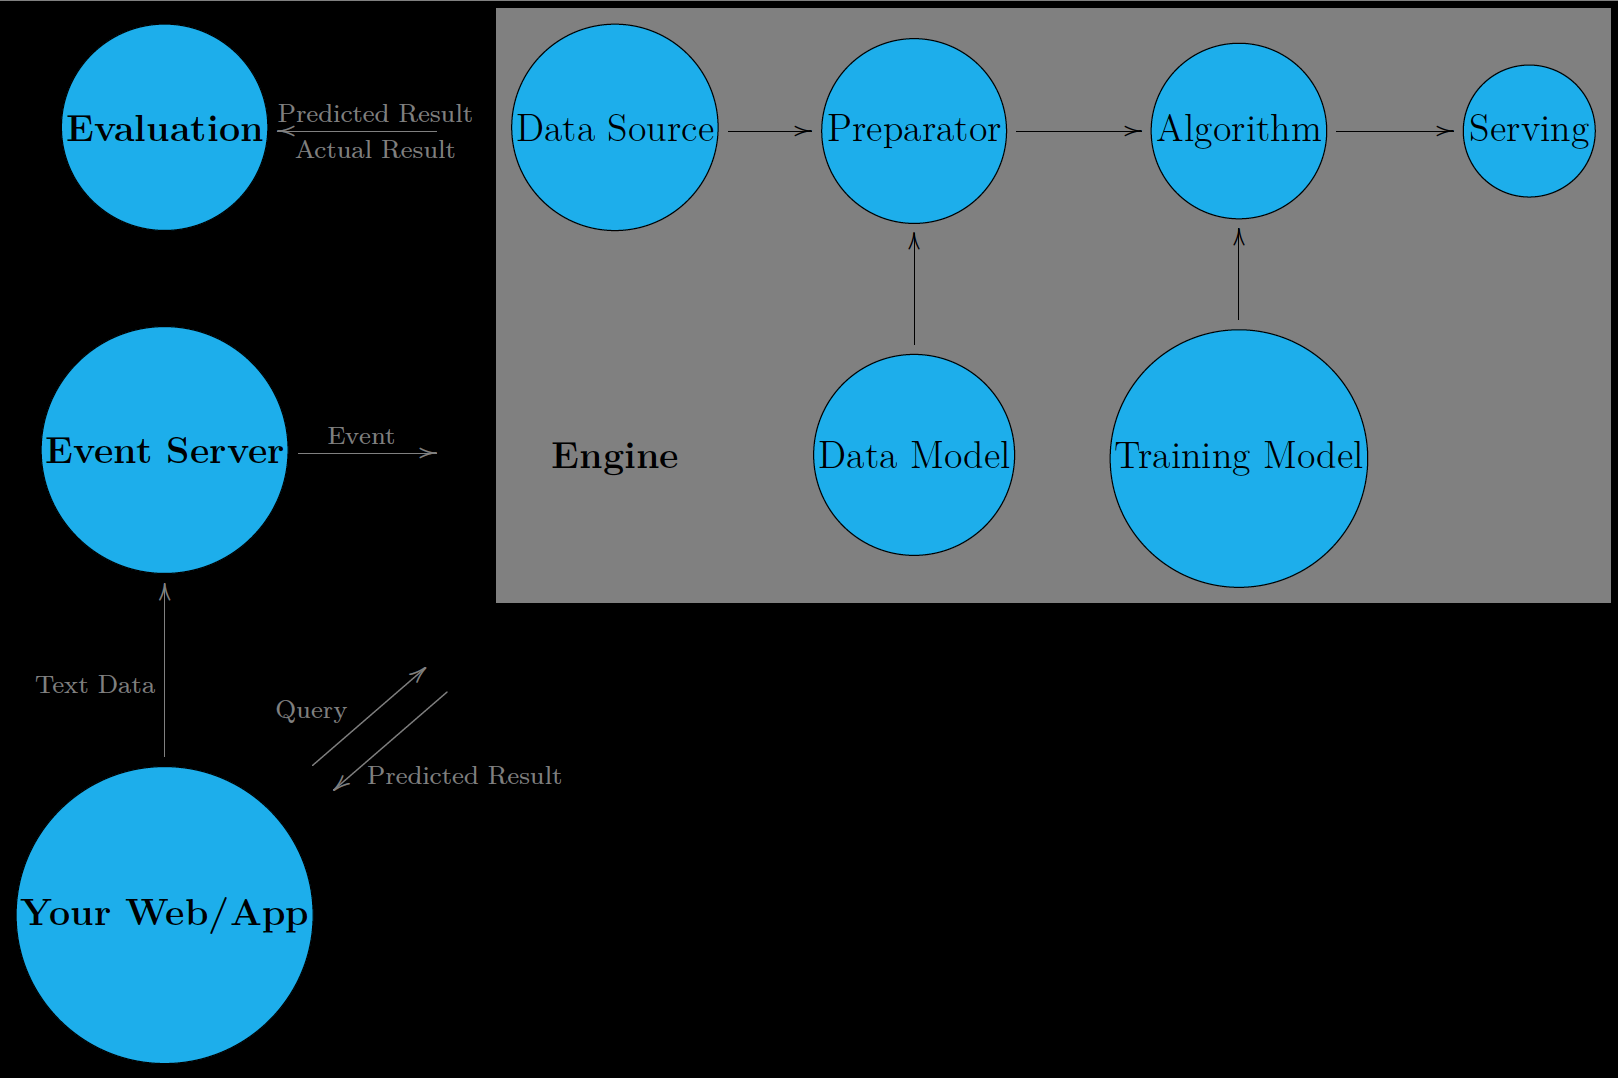 Evaluation
Predicted Result
Actual Result
Data Source
Preparator
Algorithm
Serving
Event Server
Event
Engine
Data Model
Training Model
Text Data
Query
Predicted Result
Your Web/App